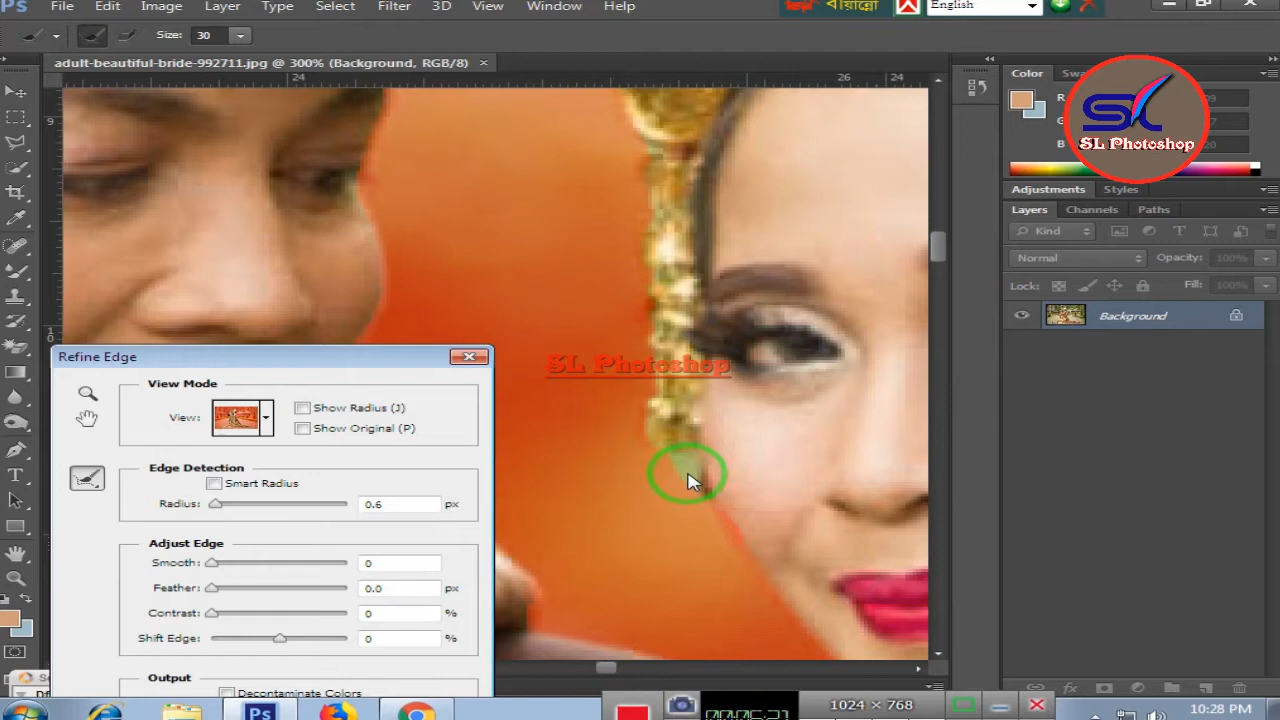 Ps File Edit Image Layer Type Select Filter 3D View Window Help
বায়ান্নো English
Size: 30
adult-beautiful-bride-992711.jpg @ 300% (Background, RGB/8)
24 26 24
9
Color
SL Photoshop
Adjustments Styles
Layers Channels Paths
Kind
Normal Opacity: 100%
Lock: Fill: 100%
Background
SL Photoshop
Refine Edge
View Mode
View:
Show Radius (J)
Show Original (P)
Edge Detection
Smart Radius
Radius: 0.6 px
Adjust Edge
Smooth: 0
Feather: 0.0 px
Contrast: 0 %
Shift Edge: 0 %
Output
Decontaminate Colors
Ps
1024 × 768
10:28 PM